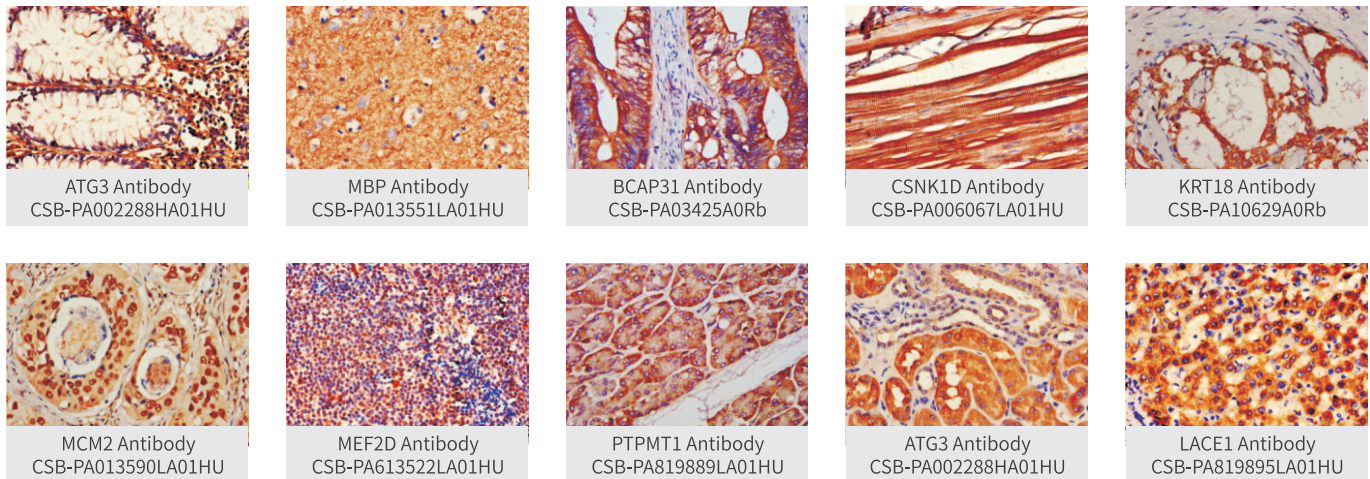 ATG3 Antibody
CSB-PA002288HA01HU
MBP Antibody
CSB-PA013551LA01HU
BCAP31 Antibody
CSB-PA03425A0Rb
CSNK1D Antibody
CSB-PA006067LA01HU
KRT18 Antibody
CSB-PA10629A0Rb
MCM2 Antibody
CSB-PA013590LA01HU
MEF2D Antibody
CSB-PA613522LA01HU
PTPMT1 Antibody
CSB-PA819889LA01HU
ATG3 Antibody
CSB-PA002288HA01HU
LACE1 Antibody
CSB-PA819895LA01HU